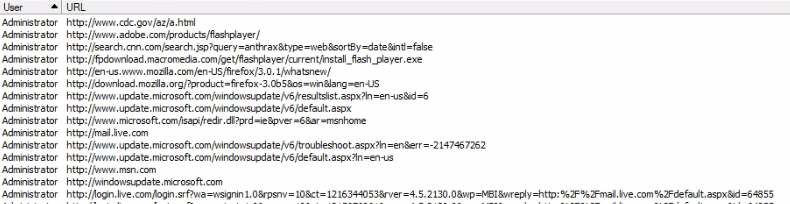 User URL
Administrator http://www.cdc.gov/az/a.html
Administrator http://www.adobe.com/products/flashplayer/
Administrator http://search.cnn.com/search.jsp?query=anthrax&type=web&sortBy=date&intl=false
Administrator http://fpdownload.macromedia.com/get/flashplayer/current/install_flash_player.exe
Administrator http://en-us.www.mozilla.com/en-US/firefox/3.0.1/whatsnew/
Administrator http://download.mozilla.org/?product=firefox-3.0b5&os=win&lang=en-US
Administrator http://www.update.microsoft.com/windowsupdate/v6/resultslist.aspx?ln=en-us&id=6
Administrator http://www.update.microsoft.com/windowsupdate/v6/default.aspx
Administrator http://www.microsoft.com/isapi/redir.dll?prd=ie&pver=6&ar=msnhome
Administrator http://mail.live.com
Administrator http://www.update.microsoft.com/windowsupdate/v6/troubleshoot.aspx?ln=en&err=-2147467262
Administrator http://www.update.microsoft.com/windowsupdate/v6/default.aspx?ln=en-us
Administrator http://www.msn.com
Administrator http://windowsupdate.microsoft.com
Administrator http://login.live.com/login.srf?wa=wsignin1.0&rpsnv=10&ct=1216344053&rver=4.5.2130.0&wp=MBI&wreply=http:%2F%2Fmail.live.com%2Fdefault.aspx&id=64855